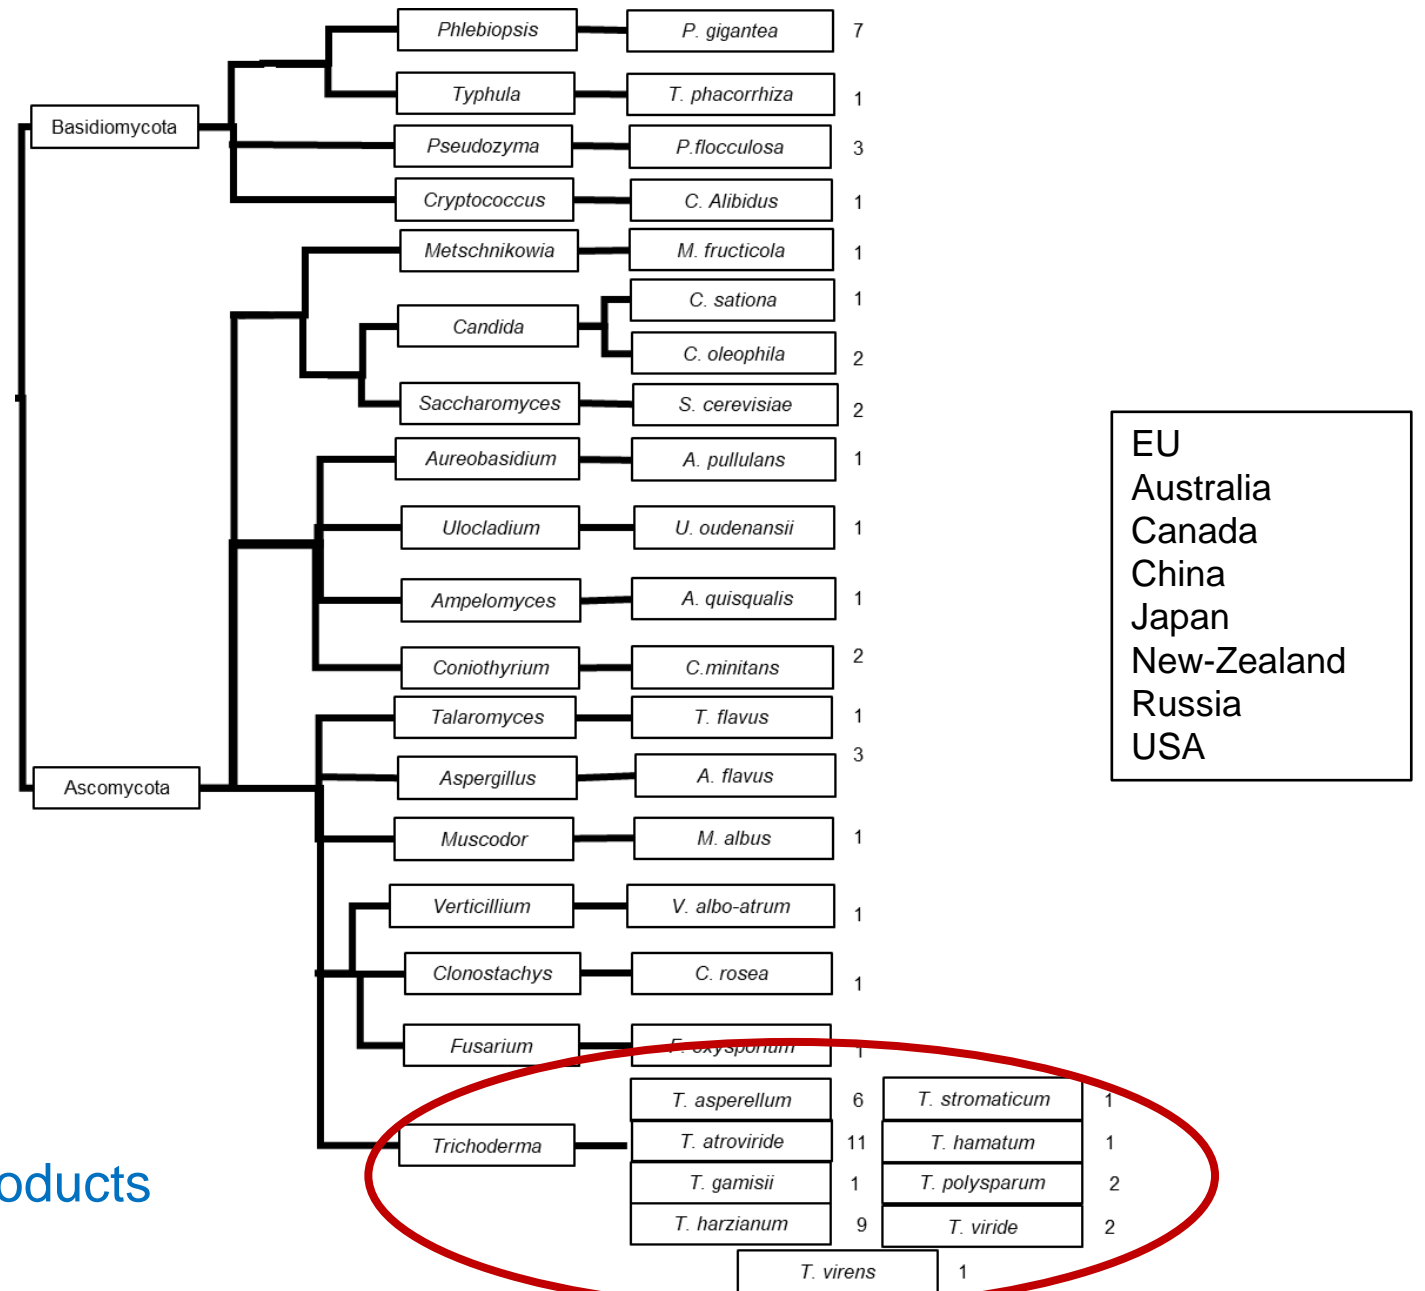 Phlebiopsis P. gigantea 7
Typhula T. phacorrhiza 1
Basidiomycota
Pseudozyma P.flocculosa 3
Cryptococcus C. Alibidus 1
Metschnikowia M. fructicola 1
C. sationa 1
Candida
C. oleophila 2
Saccharomyces S. cerevisiae 2
Aureobasidium A. pullulans 1
Ulocladium U. oudenansii 1
Ampelomyces A. quisqualis 1
Coniothyrium C.minitans 2
Talaromyces T. flavus 1
Aspergillus A. flavus 3
Ascomycota
Muscodor M. albus 1
Verticillium V. albo-atrum 1
Clonostachys C. rosea 1
Fusarium F. oxysporium 1
T. asperellum 6 T. stromaticum 1
Trichoderma T. atroviride 11 T. hamatum 1
T. gamisii 1 T. polysparum 2
T. harzianum 9 T. viride 2
T. virens 1
oducts
EU
Australia
Canada
China
Japan
New-Zealand
Russia
USA